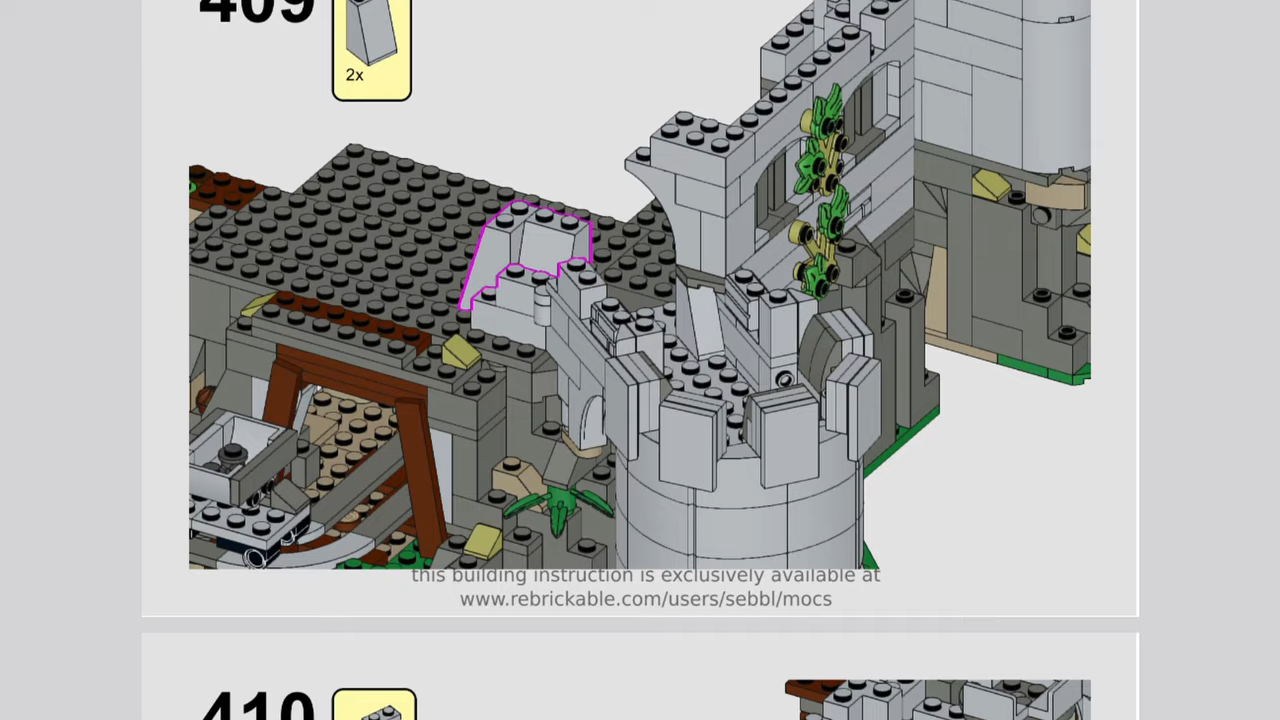 409
2x
this building instruction is exclusively available at
www.rebrickable.com/users/sebbl/mocs
410